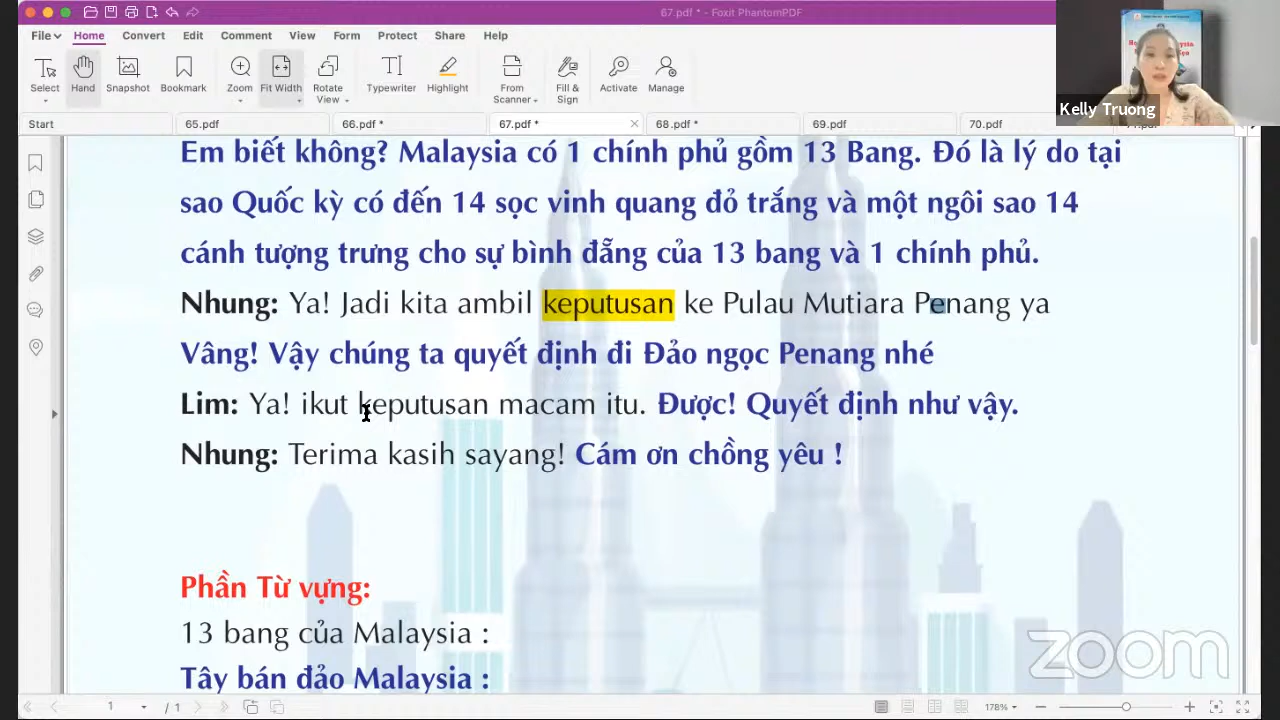 67.pdf * - Foxit PhantomPDF
File Home Convert Edit Comment View Form Protect Share Help
Select Hand Snapshot Bookmark Zoom Fit Width Rotate View Typewriter Highlight From Scanner Fill & Sign Activate Manage
Kelly Truong
Start 65.pdf 66.pdf * 67.pdf * 68.pdf * 69.pdf 70.pdf
Em biết không? Malaysia có 1 chính phủ gồm 13 Bang. Đó là lý do tại
sao Quốc kỳ có đến 14 sọc vinh quang đỏ trắng và một ngôi sao 14
cánh tượng trưng cho sự bình đẵng của 13 bang và 1 chính phủ.
Nhung: Ya! Jadi kita ambil keputusan ke Pulau Mutiara Penang ya
Vâng! Vậy chúng ta quyết định đi Đảo ngọc Penang nhé
Lim: Ya! ikut keputusan macam itu. Được! Quyết định như vậy.
Nhung: Terima kasih sayang! Cám ơn chồng yêu !
Phần Từ vựng:
13 bang của Malaysia :
Tây bán đảo Malaysia :
zoom
1 / 1 178%